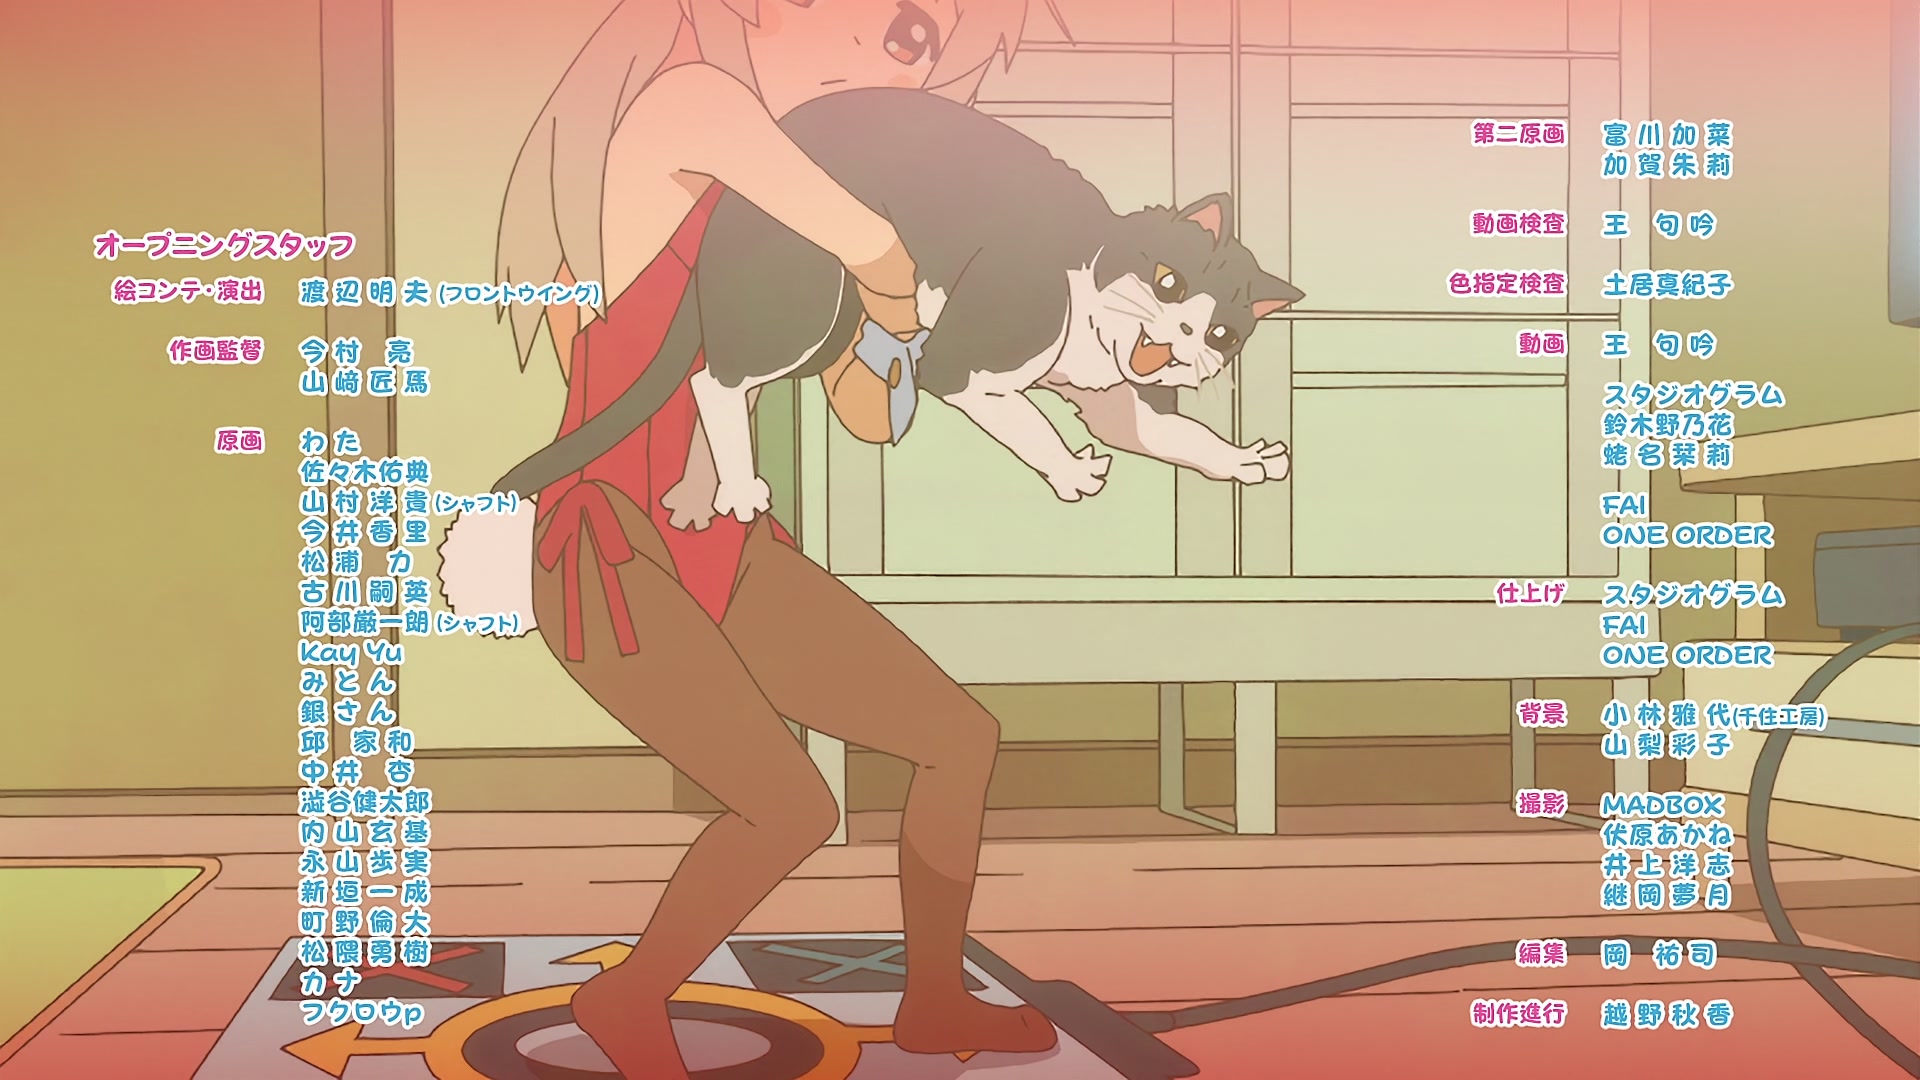 オープニングスタッフ
絵コンテ・演出 渡辺明夫(フロントウイング)
作画監督 今村 亮
山﨑匠馬
原画 わた
佐々木佑典
山村洋貴(シャフト)
今井香里
松浦 力
古川嗣英
阿部厳一朗(シャフト)
Kay Yu
みとん
銀さん
邱 家和
中井 杏
澁谷健太郎
内山玄基
永山歩実
新垣一成
町野倫大
松隈勇樹
カナ
フクロウp
第二原画 富川加菜
加賀朱莉
動画検査 王 句吟
色指定検査 土居真紀子
動画 王 句吟
スタジオグラム
鈴木野乃花
蛯名栞莉
FAI
ONE ORDER
仕上げ スタジオグラム
FAI
ONE ORDER
背景 小林雅代(千住工房)
山梨彩子
撮影 MADBOX
伏原あかね
井上洋志
継岡夢月
編集 岡 祐司
制作進行 越野秋香